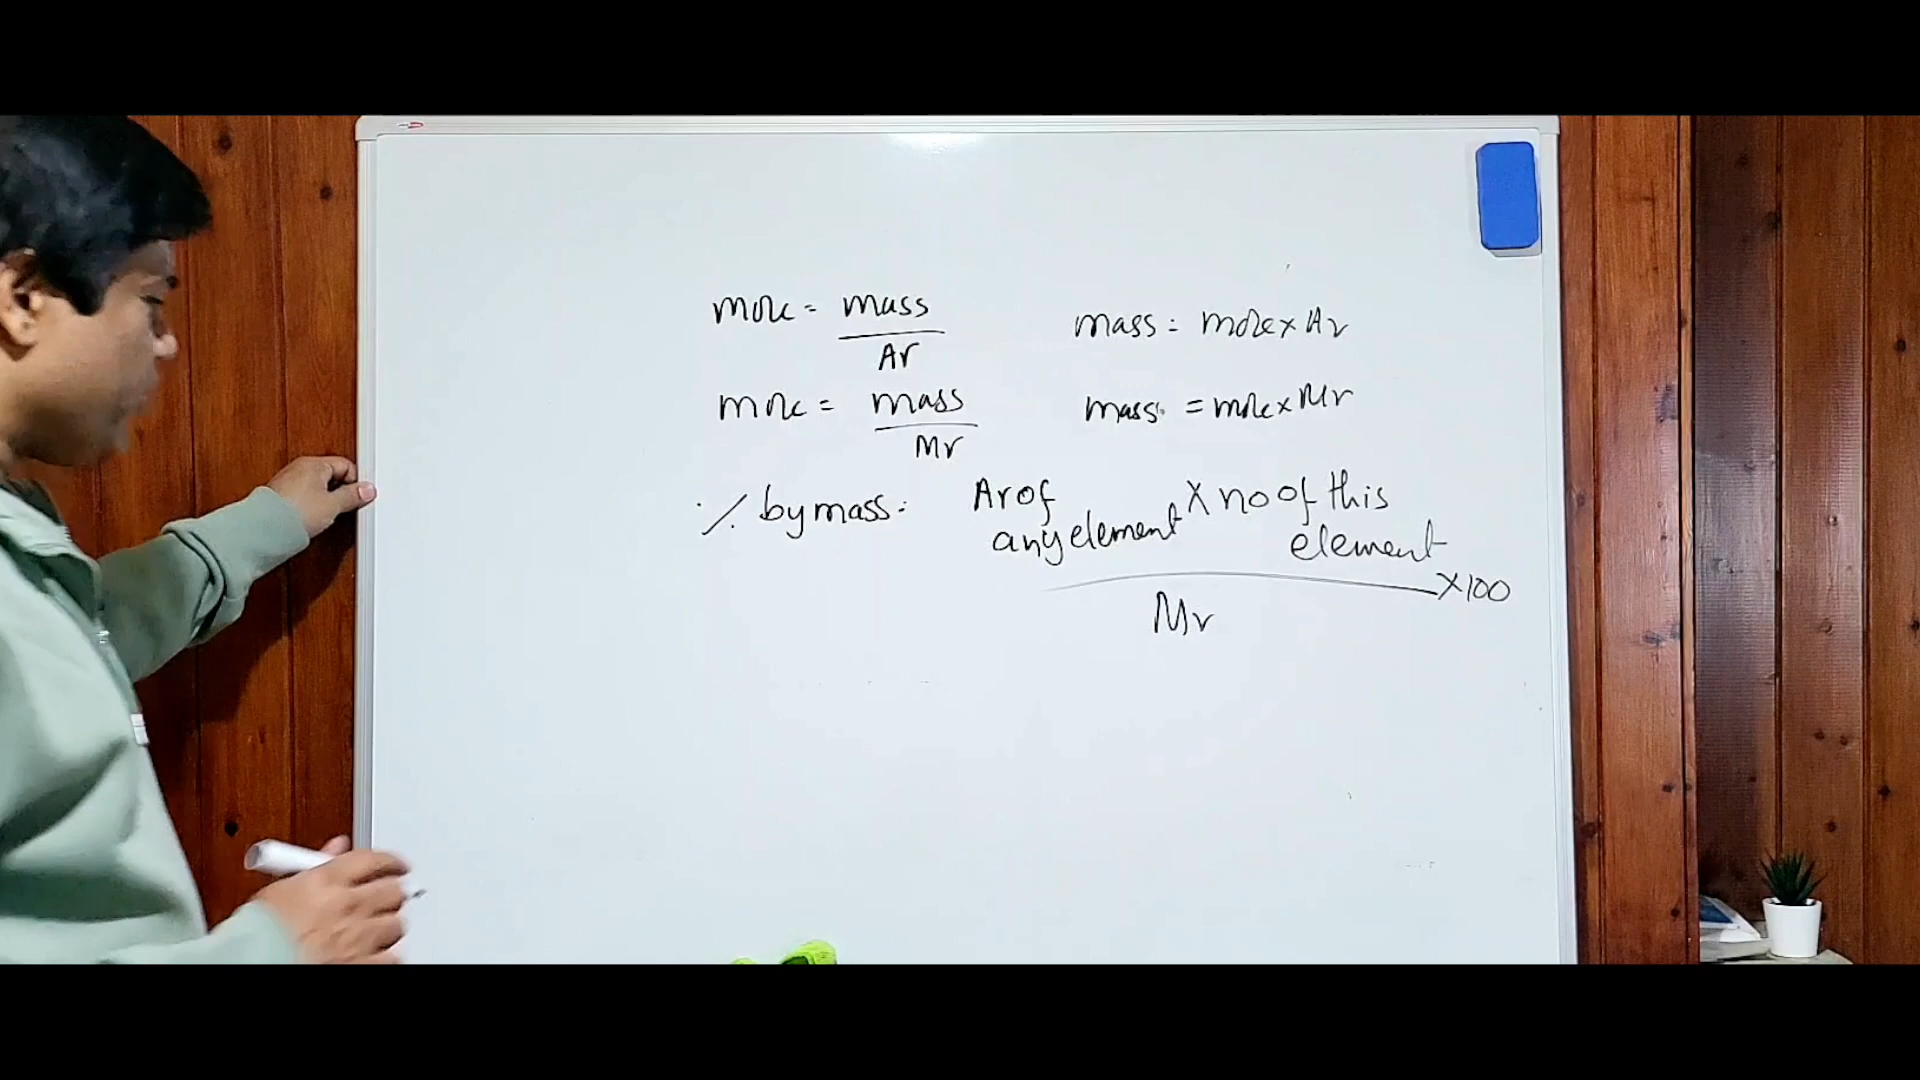 mole = mass / Ar
mass = mole x Ar
mole = mass / Mr
mass = mole x Mr
% by mass = Ar of any element X no of this element / Mr X 100